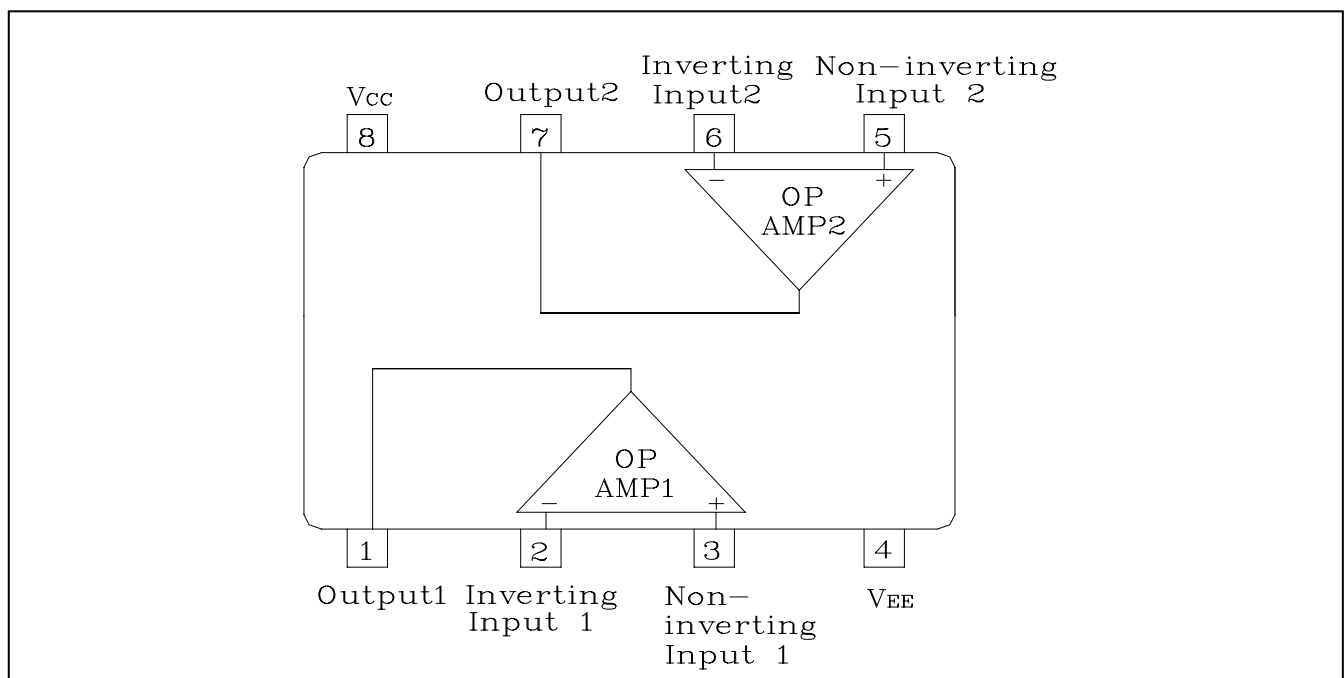 Vcc
Output2
Inverting
Input2
Non-inverting
Input 2
8
7
6
5
-
+
OP
AMP2
OP
AMP1
-
+
1
2
3
4
Output1
Inverting
Input 1
Non-
inverting
Input 1
VEE